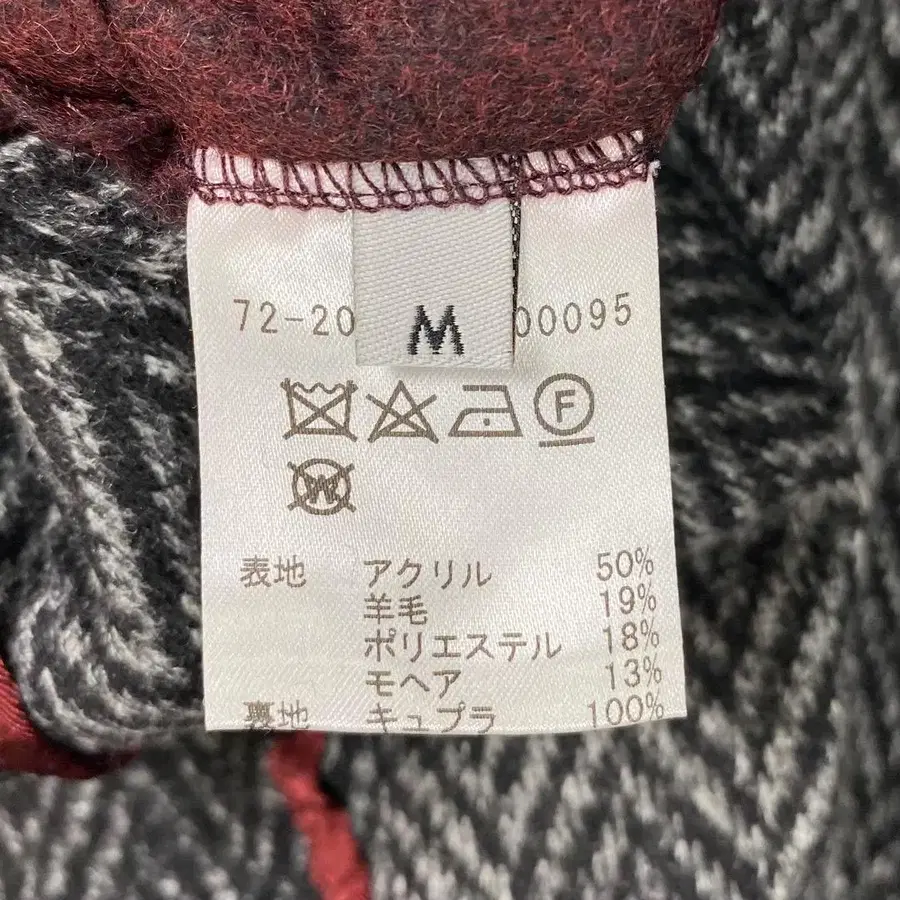 72-20 00095
M
F
W
表地 アクリル 50%
羊毛 19%
ポリエステル 18%
モヘア 13%
裏地 キュプラ 100%